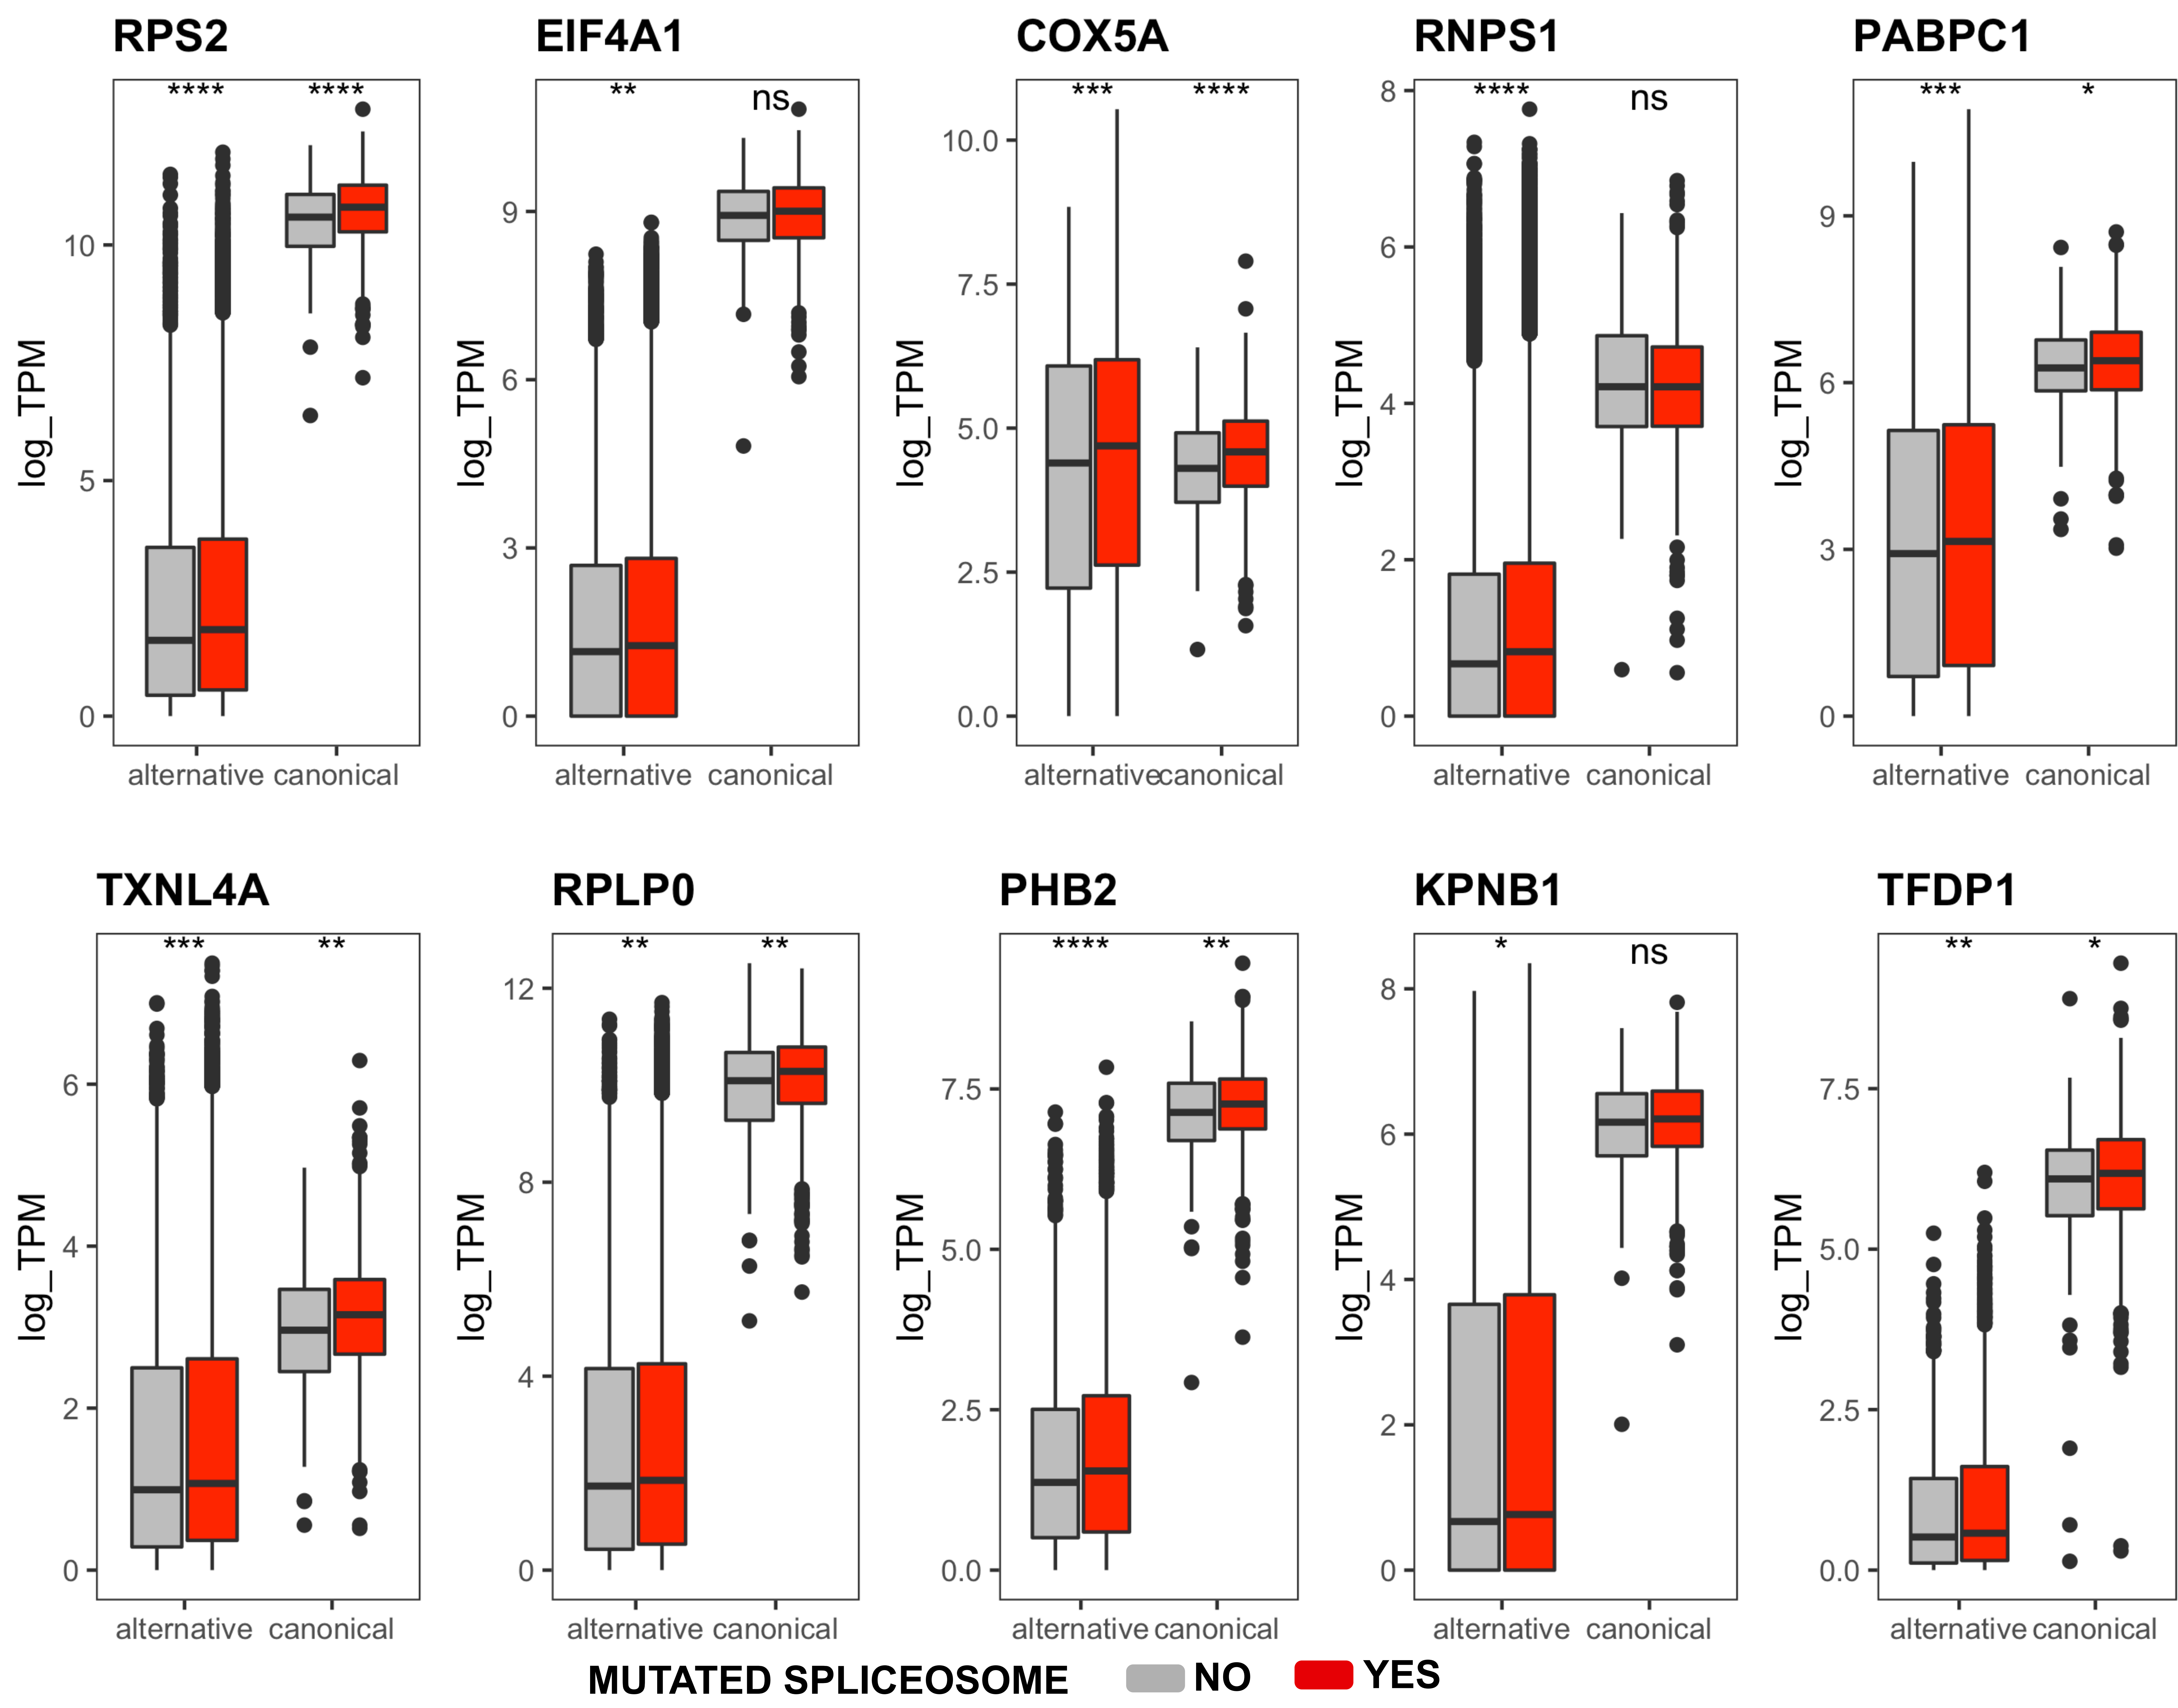 RPS2 EIF4A1 COX5A RNPS1 PABPC1
**** **** ** ns *** **** **** ns *** *
log_TPM 10 5 0
log_TPM 9 6 3 0
log_TPM 10.0 7.5 5.0 2.5 0.0
log_TPM 8 6 4 2 0
log_TPM 9 6 3 0
alternative canonical alternative canonical alternative canonical alternative canonical alternative canonical
TXNL4A RPLP0 PHB2 KPNB1 TFDP1
*** ** ** ** **** ** * ns ** *
log_TPM 6 4 2 0
log_TPM 12 8 4 0
log_TPM 7.5 5.0 2.5 0.0
log_TPM 8 6 4 2 0
log_TPM 7.5 5.0 2.5 0.0
alternative canonical alternative canonical alternative canonical alternative canonical alternative canonical
MUTATED SPLICEOSOME NO YES